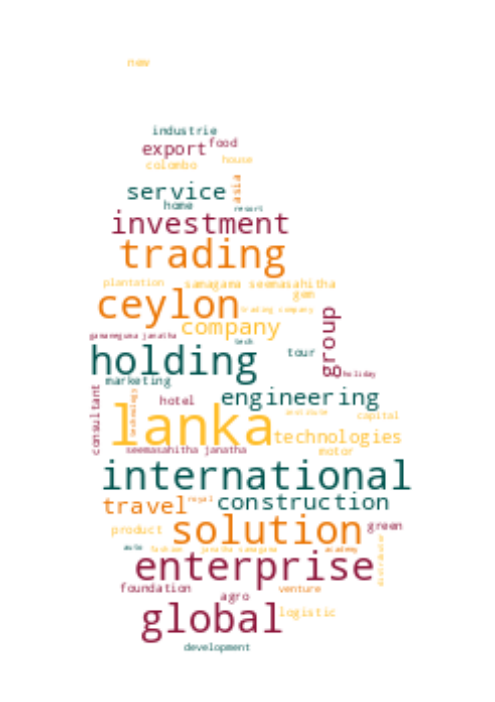 new
industrie
export food
colombo house
service asia
home resort
investment
trading
plantation samagama seemasahitha
gem
ceylon trading company
company group
gamaneguna janatha
tech
holding tour
holiday
marketing
consultant technology hotel engineering
lanka institute capital
technologies
seemasahitha janatha motor
international
travel royal construction
product solution green
auto fashion janatha samagama academy distributor
enterprise
foundation venture
agro
global logistic
development